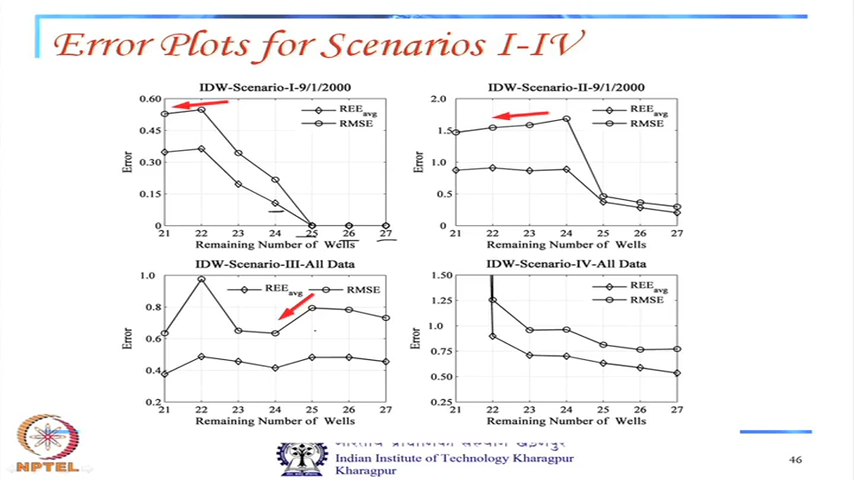 Error Plots for Scenarios I-IV
IDW-Scenario-I-9/1/2000
0.60
0.45
0.30
0.15
0
Error
REEavg
RMSE
21 22 23 24 25 26 27
Remaining Number of Wells
IDW-Scenario-II-9/1/2000
2.0
1.5
1.0
0.5
0
Error
REEavg
RMSE
21 22 23 24 25 26 27
Remaining Number of Wells
IDW-Scenario-III-All Data
1.0
0.8
0.6
0.4
0.2
Error
REEavg RMSE
21 22 23 24 25 26 27
Remaining Number of Wells
IDW-Scenario-IV-All Data
1.50
1.25
1.0
0.75
0.50
0.25
Error
REEavg
RMSE
21 22 23 24 25 26 27
Remaining Number of Wells
NPTEL
Indian Institute of Technology Kharagpur
Kharagpur
46